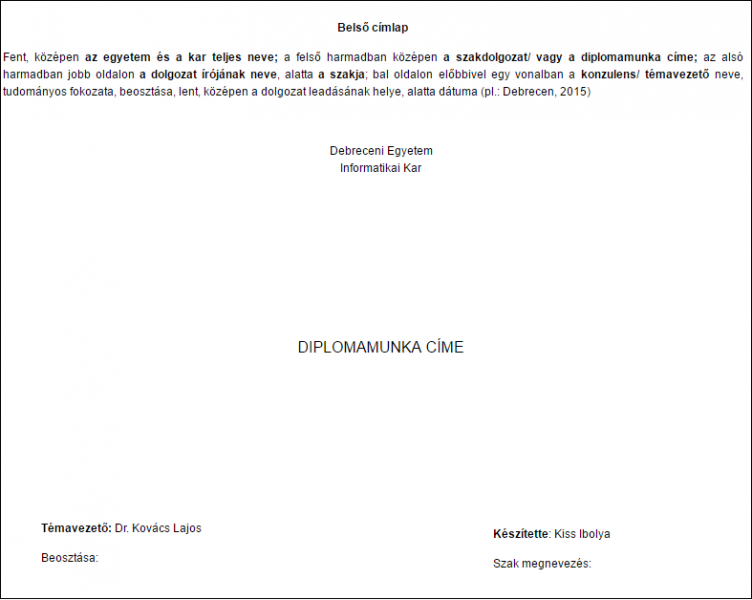 Belső címlap
Fent, középen az egyetem és a kar teljes neve; a felső harmadban középen a szakdolgozat/ vagy a diplomamunka címe; az alsó
harmadban jobb oldalon a dolgozat írójának neve, alatta a szakja; bal oldalon előbbivel egy vonalban a konzulens/ témavezető neve,
tudományos fokozata, beosztása, lent, középen a dolgozat leadásának helye, alatta dátuma (pl.: Debrecen, 2015)
Debreceni Egyetem
Informatikai Kar
DIPLOMAMUNKA CÍME
Témavezető: Dr. Kovács Lajos
Beosztása:
Készítette: Kiss Ibolya
Szak megnevezés: